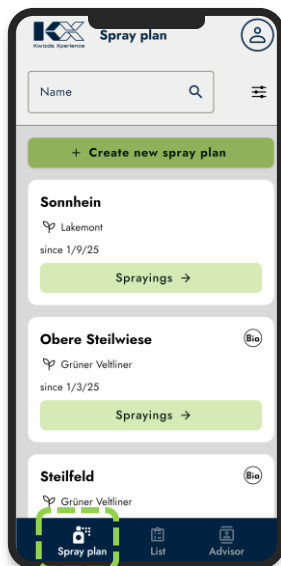 KX
Kwizda Xperience
Spray plan
Name
+ Create new spray plan
Sonnhein
Lakemont
since 1/9/25
Sprayings →
Obere Steilwiese
Bio
Grüner Veltliner
since 1/3/25
Sprayings →
Steilfeld
Bio
Grüner Veltliner
Spray plan
List
Advisor